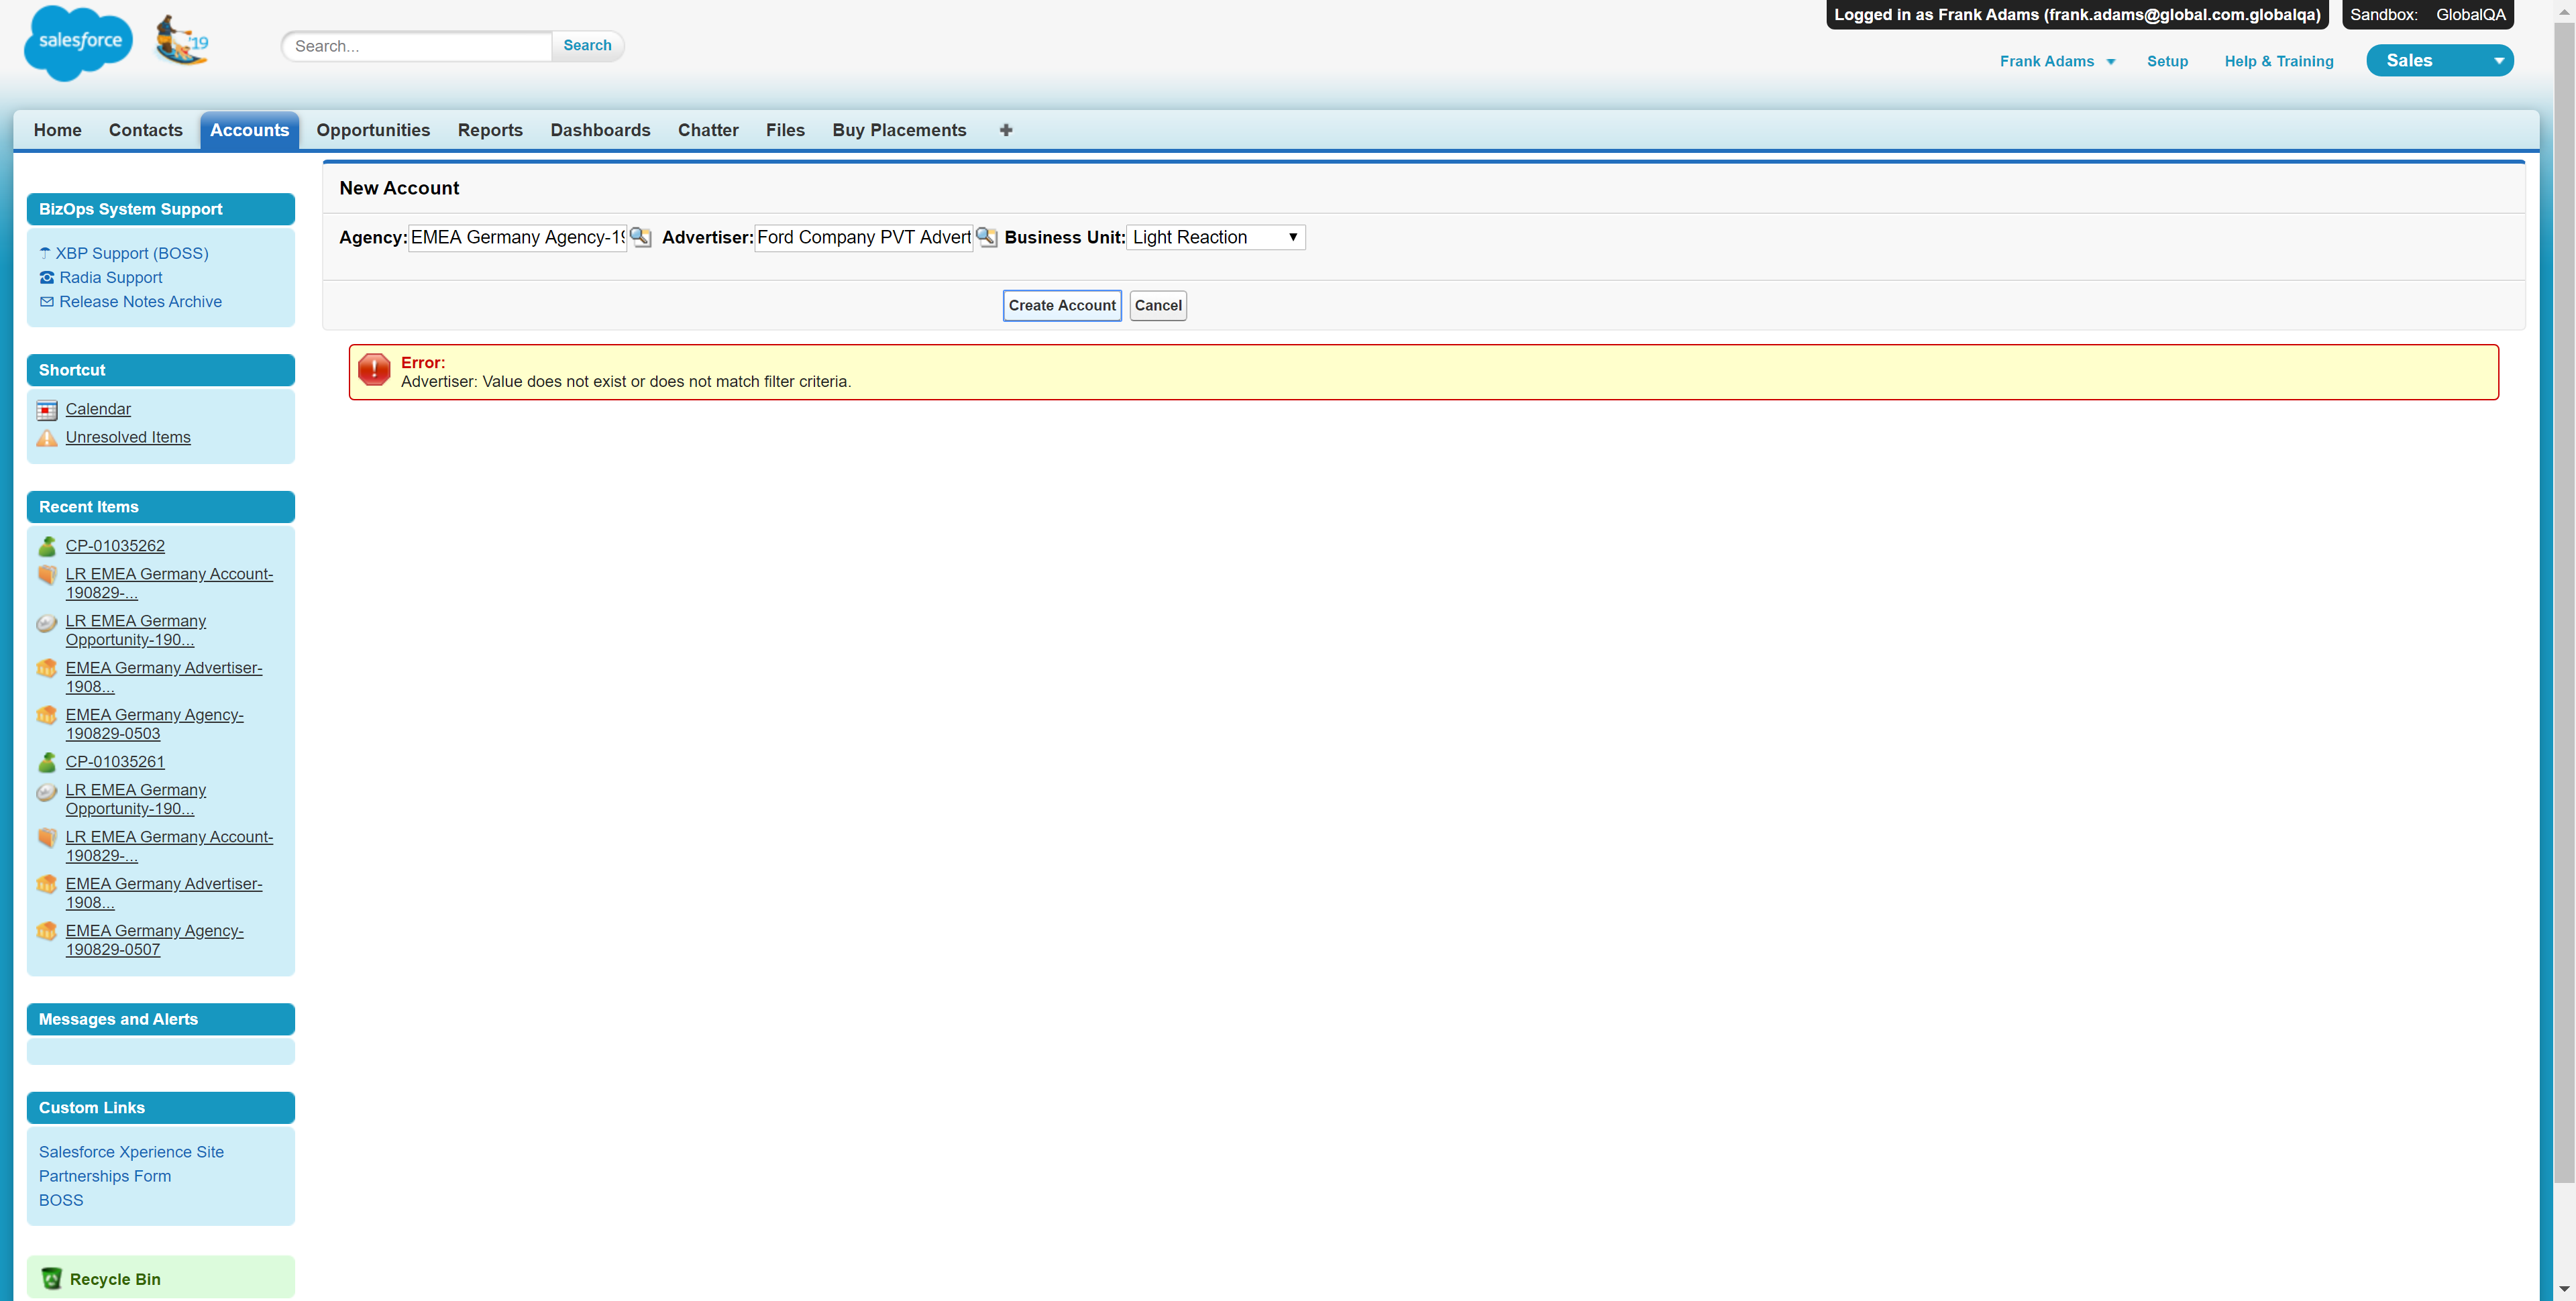 salesforce
'19
Search...
Search
Logged in as Frank Adams (frank.adams@global.com.globalqa)
Sandbox: GlobalQA
Frank Adams
Setup
Help & Training
Sales
Home
Contacts
Accounts
Opportunities
Reports
Dashboards
Chatter
Files
Buy Placements
BizOps System Support
XBP Support (BOSS)
Radia Support
Release Notes Archive
Shortcut
Calendar
Unresolved Items
Recent Items
CP-01035262
LR EMEA Germany Account-
190829-...
LR EMEA Germany
Opportunity-190...
EMEA Germany Advertiser-
1908...
EMEA Germany Agency-
190829-0503
CP-01035261
LR EMEA Germany
Opportunity-190...
LR EMEA Germany Account-
190829-...
EMEA Germany Advertiser-
1908...
EMEA Germany Agency-
190829-0507
Messages and Alerts
Custom Links
Salesforce Xperience Site
Partnerships Form
BOSS
Recycle Bin
New Account
Agency: EMEA Germany Agency-19 Advertiser: Ford Company PVT Advert Business Unit: Light Reaction
Create Account Cancel
Error:
Advertiser: Value does not exist or does not match filter criteria.